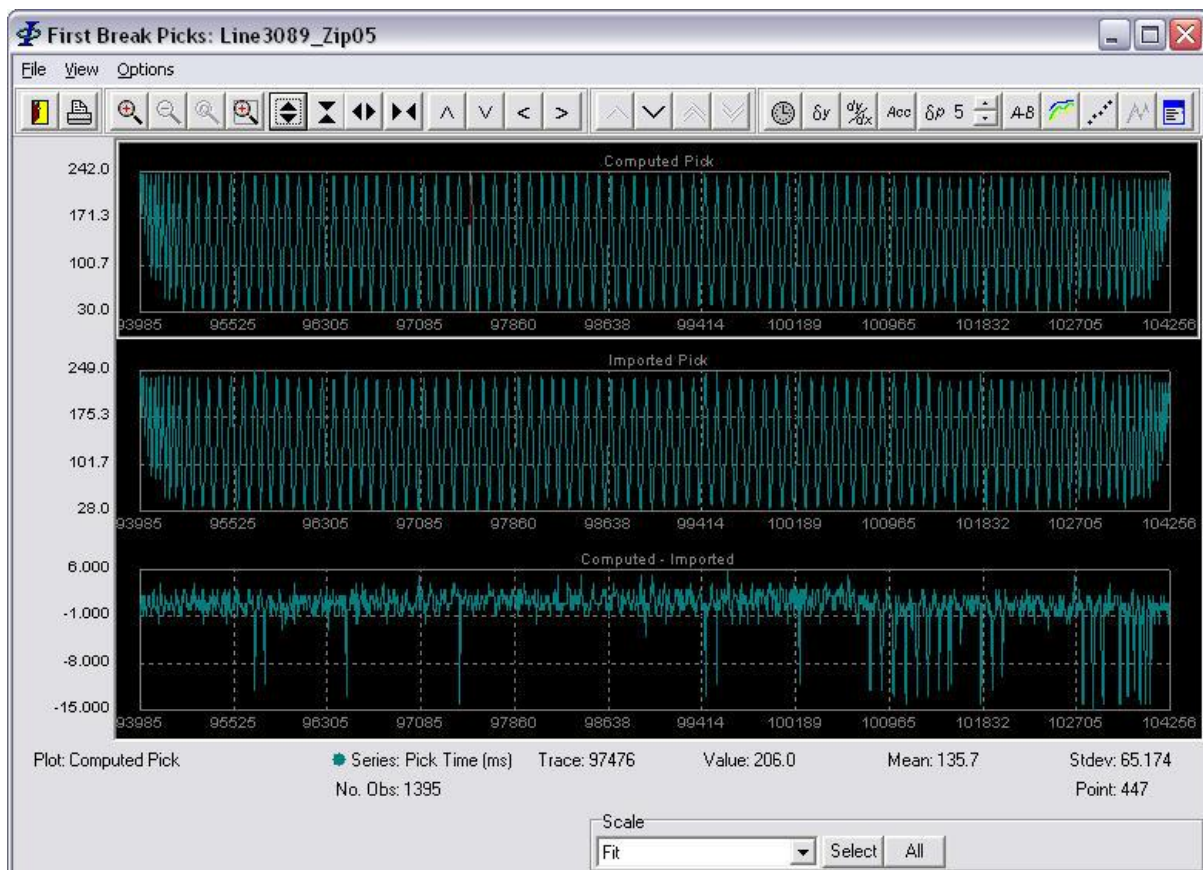 First Break Picks: Line3089_Zip05
File View Options
δy dy/dx Acc δp 5 A-B
Computed Pick
242.0
171.3
100.7
30.0
93985 95525 96305 97085 97860 98638 99414 100189 100965 101832 102705 104256
Imported Pick
249.0
175.3
101.7
28.0
93985 95525 96305 97085 97860 98638 99414 100189 100965 101832 102705 104256
Computed - Imported
6.000
-1.000
-8.000
-15.000
93985 95525 96305 97085 97860 98638 99414 100189 100965 101832 102705 104256
Plot: Computed Pick Series: Pick Time (ms) Trace: 97476 Value: 206.0 Mean: 135.7 Stdev: 65.174
No. Obs: 1395 Point: 447
Scale
Fit Select All